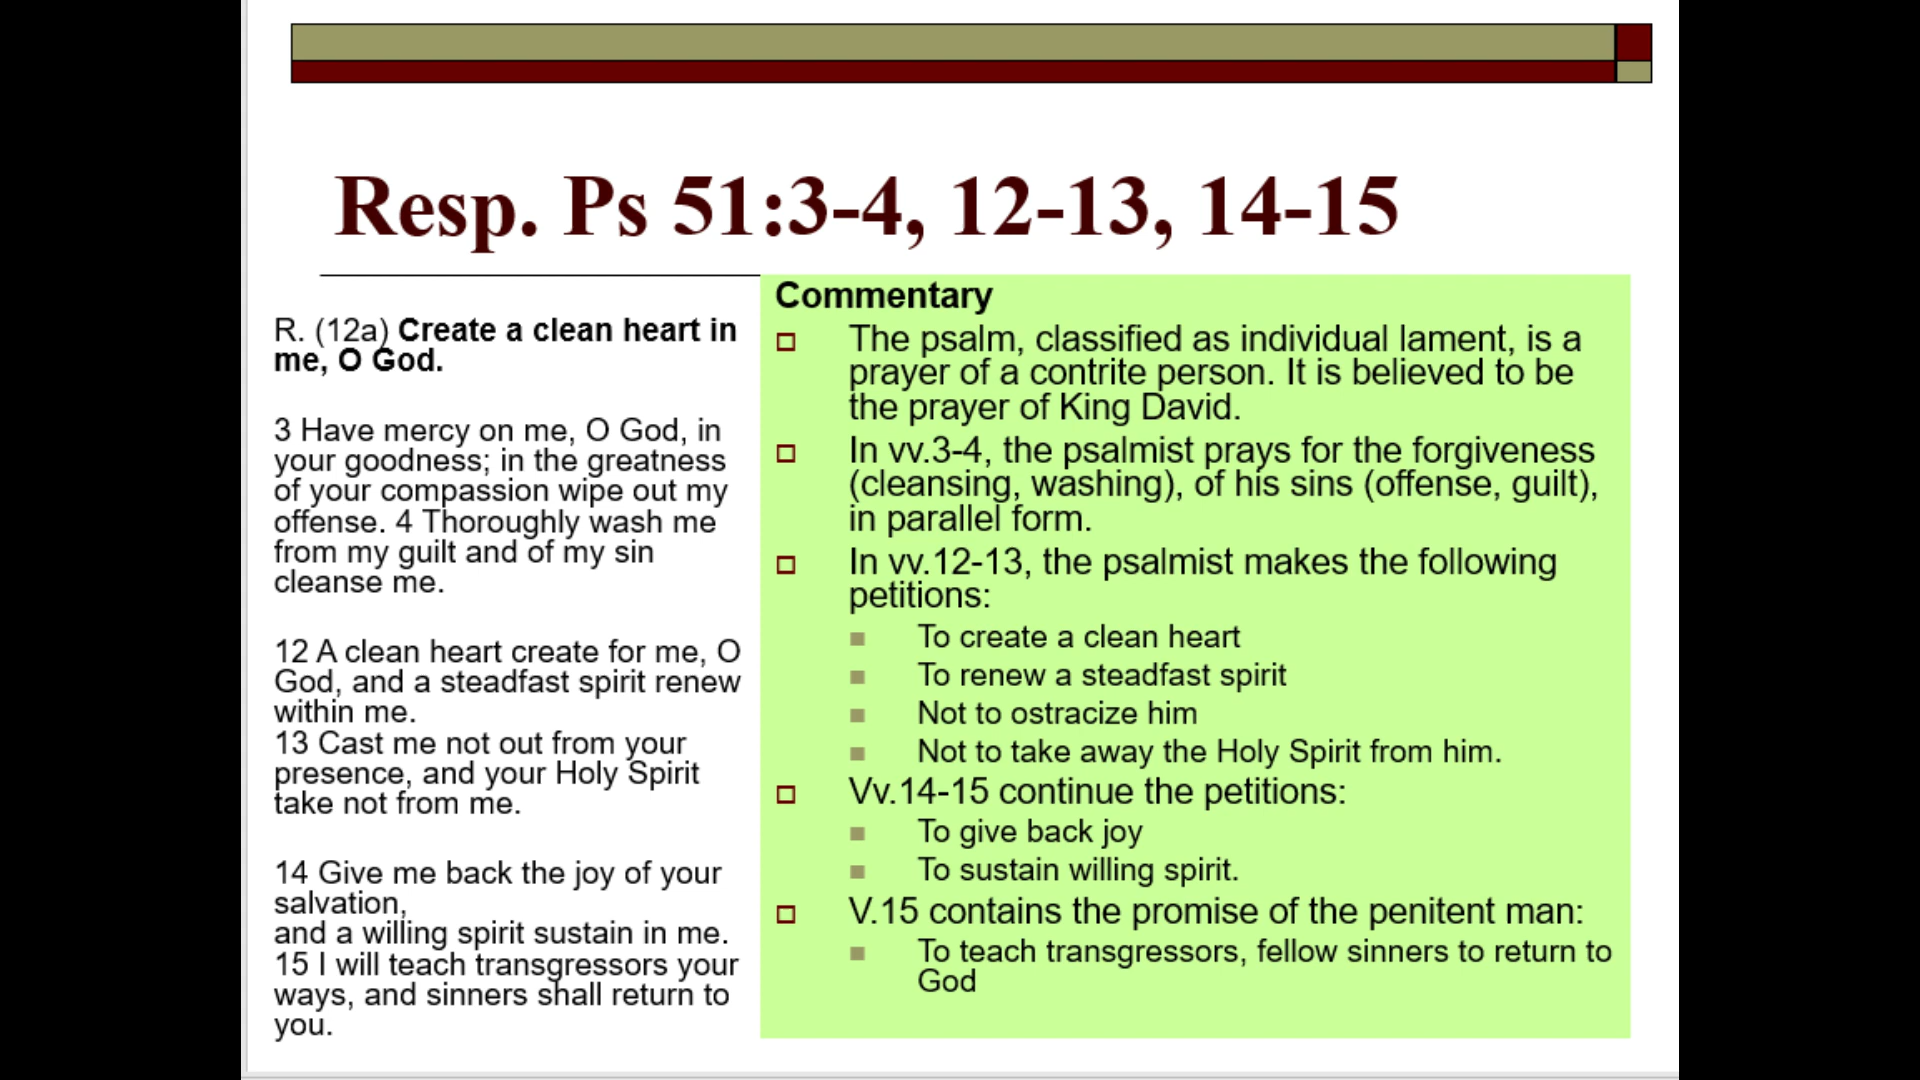 Resp. Ps 51:3-4, 12-13, 14-15
R. (12a) Create a clean heart in
me, O God.
3 Have mercy on me, O God, in
your goodness; in the greatness
of your compassion wipe out my
offense. 4 Thoroughly wash me
from my guilt and of my sin
cleanse me.
12 A clean heart create for me, O
God, and a steadfast spirit renew
within me.
13 Cast me not out from your
presence, and your Holy Spirit
take not from me.
14 Give me back the joy of your
salvation,
and a willing spirit sustain in me.
15 I will teach transgressors your
ways, and sinners shall return to
you.
Commentary
The psalm, classified as individual lament, is a
prayer of a contrite person. It is believed to be
the prayer of King David.
In vv.3-4, the psalmist prays for the forgiveness
(cleansing, washing), of his sins (offense, guilt),
in parallel form.
In vv.12-13, the psalmist makes the following
petitions:
To create a clean heart
To renew a steadfast spirit
Not to ostracize him
Not to take away the Holy Spirit from him.
Vv.14-15 continue the petitions:
To give back joy
To sustain willing spirit.
V.15 contains the promise of the penitent man:
To teach transgressors, fellow sinners to return to
God